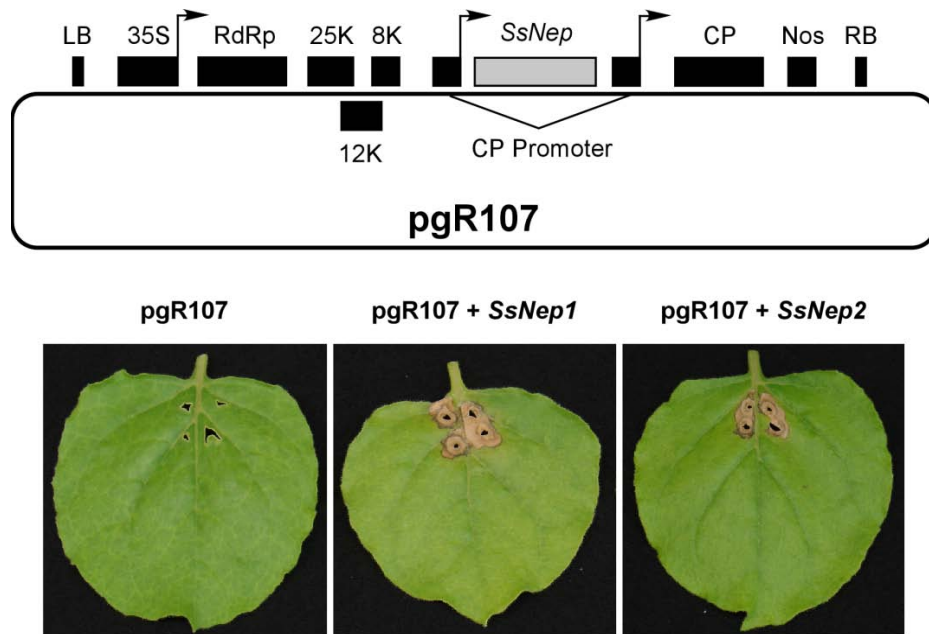 LB 35S RdRp 25K 8K SsNep CP Nos RB
12K
CP Promoter
pgR107
pgR107 pgR107 + SsNep1 pgR107 + SsNep2